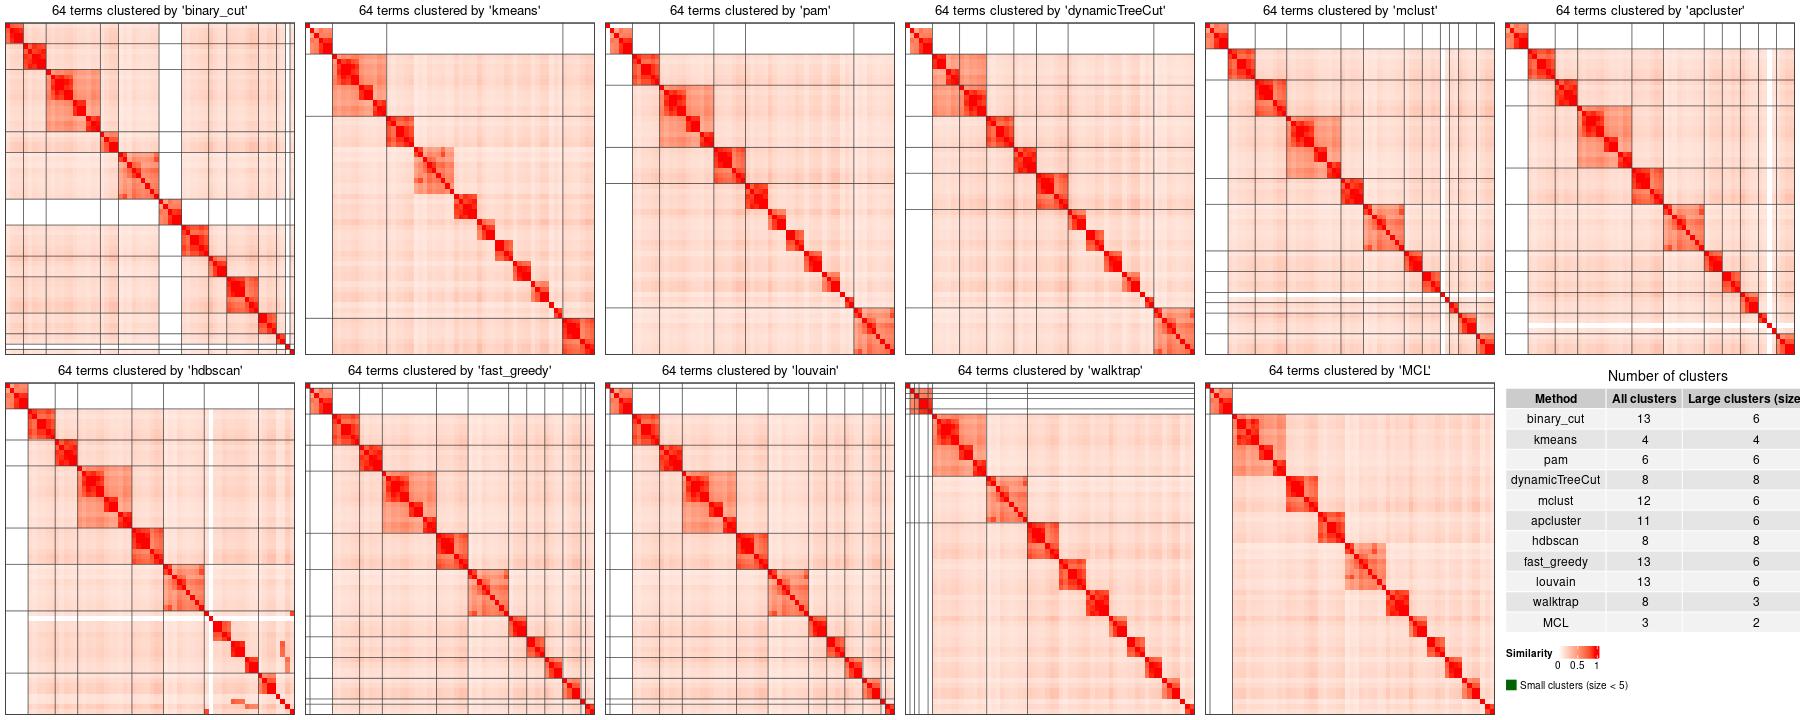 64 terms clustered by 'binary_cut'
64 terms clustered by 'kmeans'
64 terms clustered by 'pam'
64 terms clustered by 'dynamicTreeCut'
64 terms clustered by 'mclust'
64 terms clustered by 'apcluster'
64 terms clustered by 'hdbscan'
64 terms clustered by 'fast_greedy'
64 terms clustered by 'louvain'
64 terms clustered by 'walktrap'
64 terms clustered by 'MCL'
Number of clusters
Method All clusters Large clusters (size
binary_cut 13 6
kmeans 4 4
pam 6 6
dynamicTreeCut 8 8
mclust 12 6
apcluster 11 6
hdbscan 8 8
fast_greedy 13 6
louvain 13 6
walktrap 8 3
MCL 3 2
Similarity
0 0.5 1
Small clusters (size < 5)